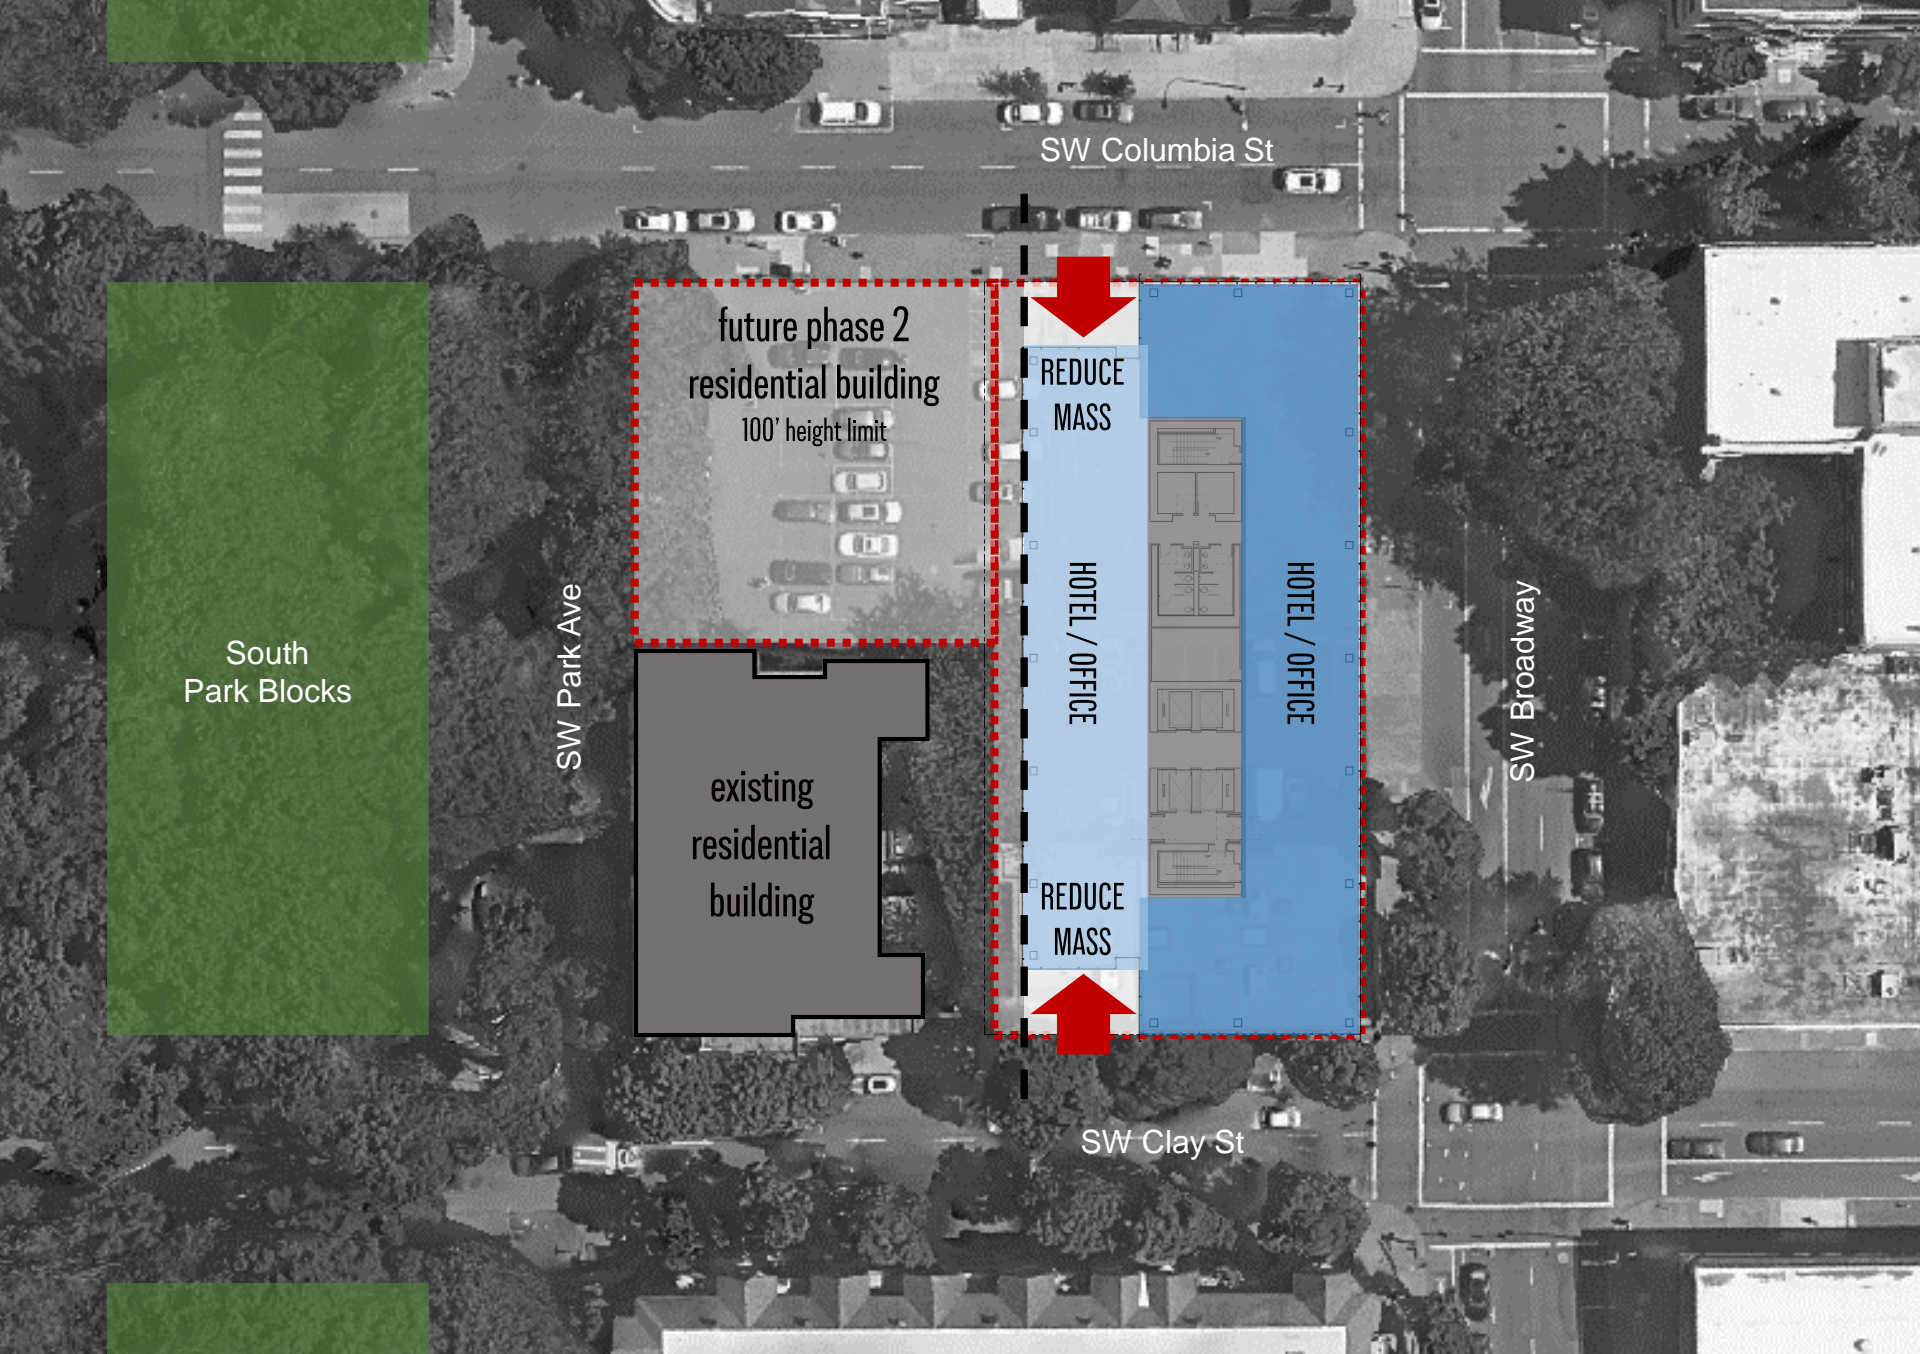 SW Columbia St
future phase 2
residential building
100' height limit
REDUCE
MASS
HOTEL / OFFICE
HOTEL / OFFICE
South
Park Blocks
SW Park Ave
SW Broadway
existing
residential
building
REDUCE
MASS
SW Clay St